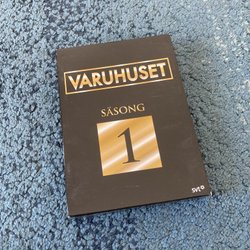 VARUHUSET
SÄSONG
1
svt